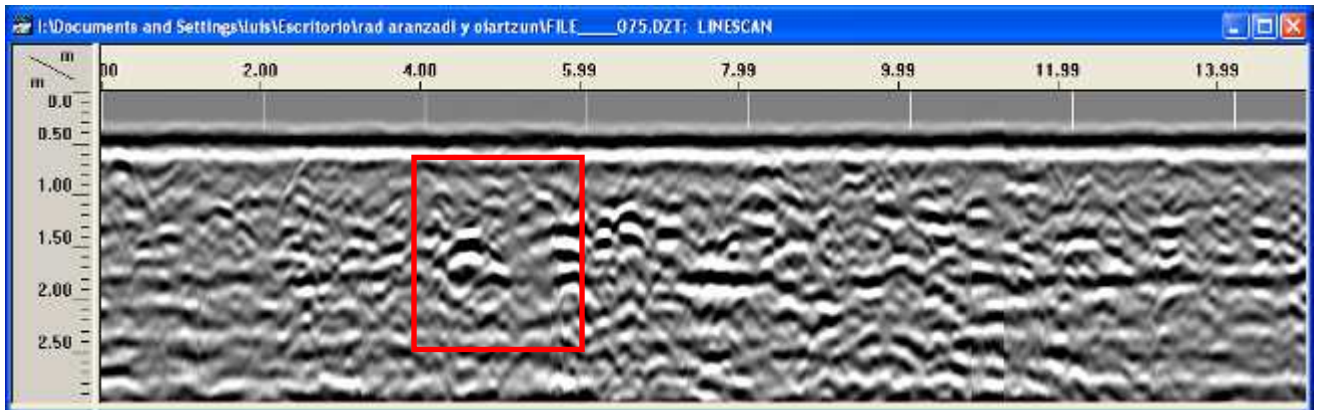 I:\Documents and Settings\luis\Escritorio\rad aranzadi y oiartzun\FILE____075.DZT: LINESCAN
m
m
00 2.00 4.00 5.99 7.99 9.99 11.99 13.99
0.0
0.50
1.00
1.50
2.00
2.50